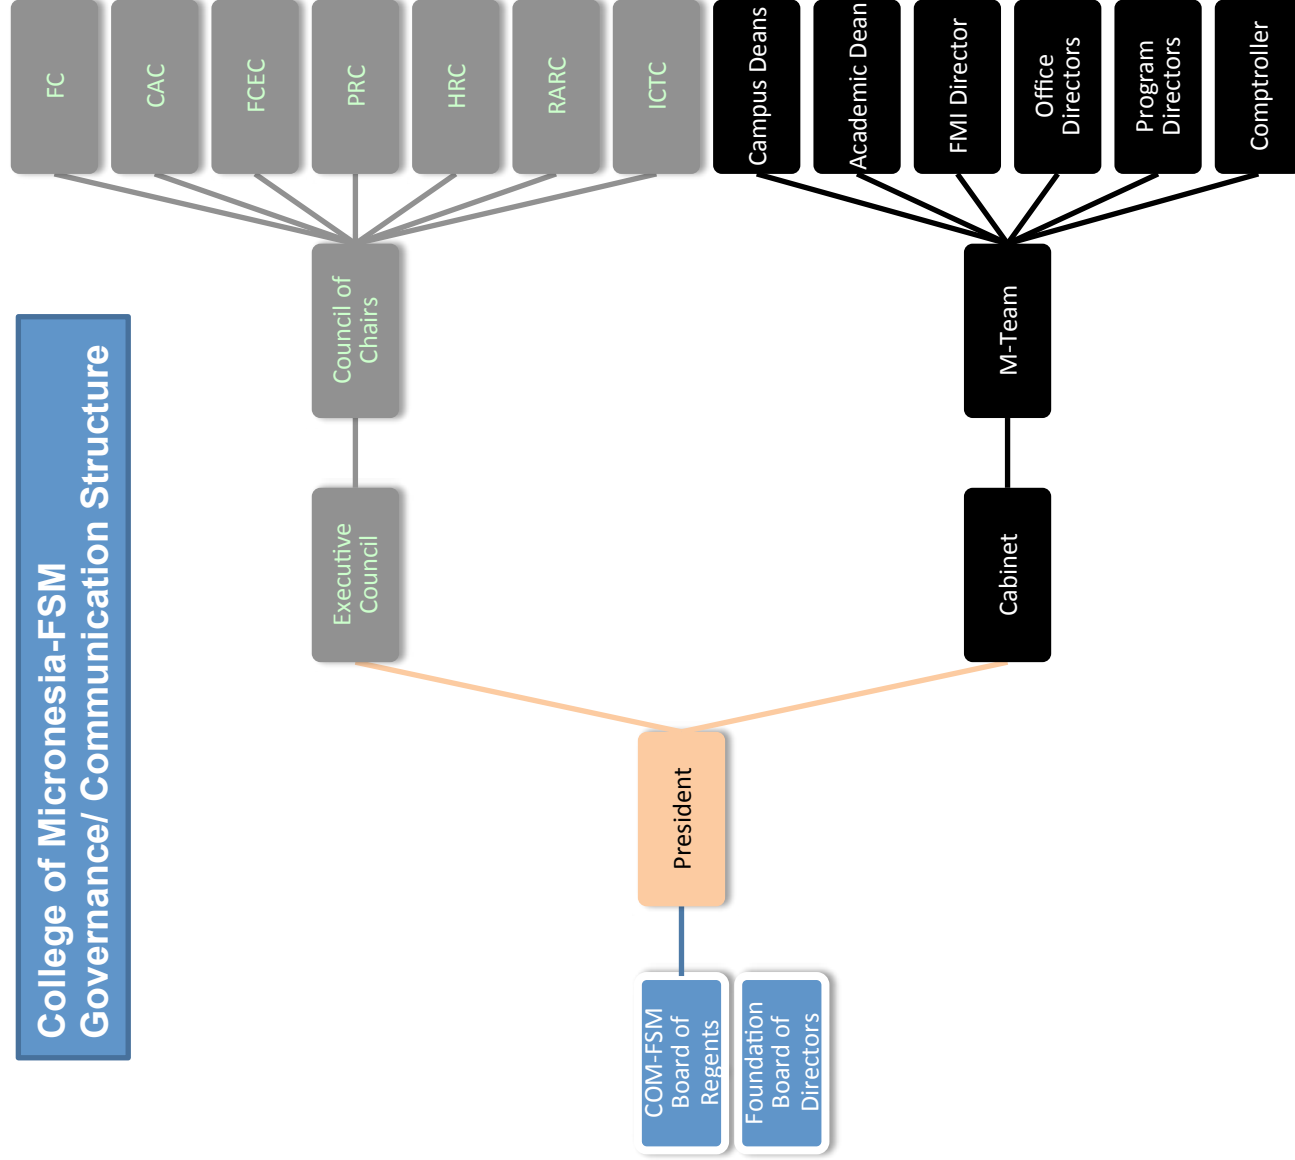 College of Micronesia-FSM
Governance/ Communication Structure
COM-FSM
Board of
Regents
Foundation
Board of
Directors
President
Executive
Council
Cabinet
Council of
Chairs
M-Team
FC
CAC
FCEC
PRC
HRC
RARC
ICTC
Campus Deans
Academic Dean
FMI Director
Office
Directors
Program
Directors
Comptroller